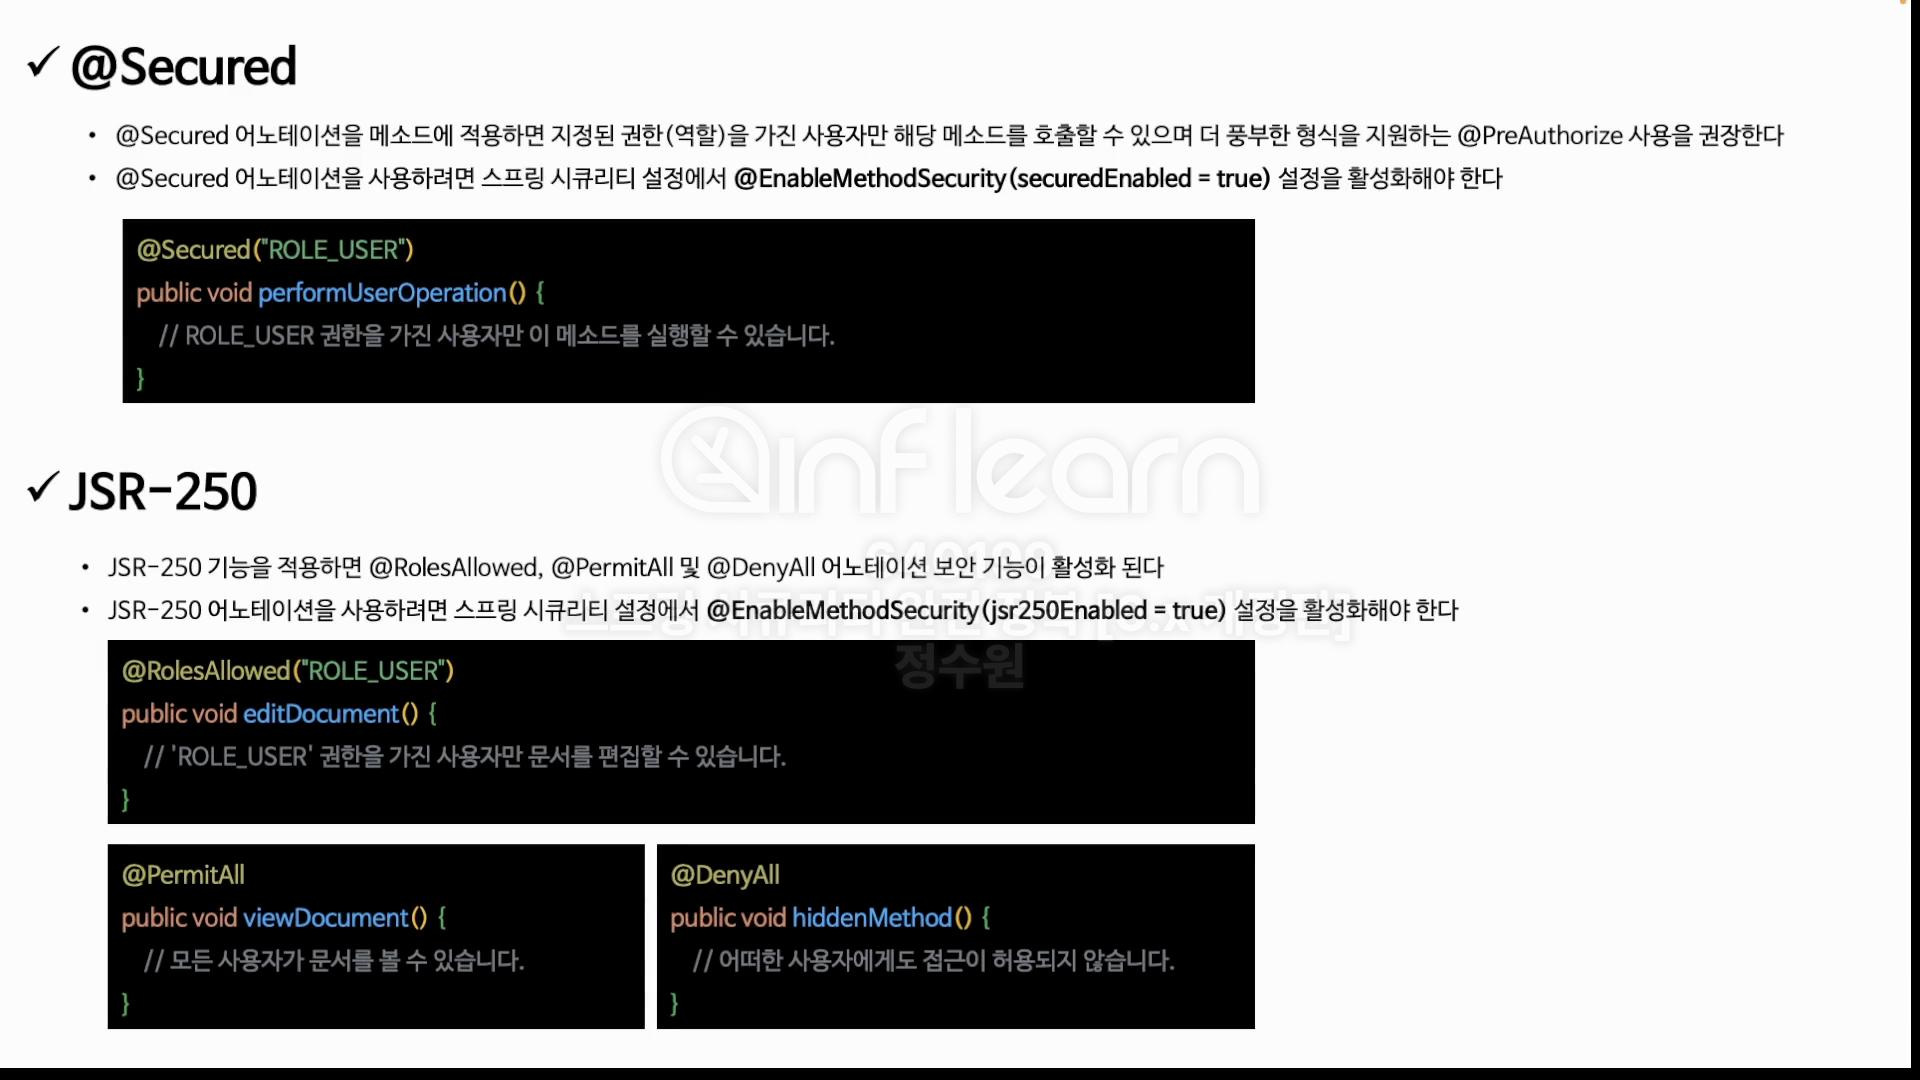 ✓ @Secured
• @Secured 어노테이션을 메소드에 적용하면 지정된 권한(역할)을 가진 사용자만 해당 메소드를 호출할 수 있으며 더 풍부한 형식을 지원하는 @PreAuthorize 사용을 권장한다
• @Secured 어노테이션을 사용하려면 스프링 시큐리티 설정에서 @EnableMethodSecurity(securedEnabled = true) 설정을 활성화해야 한다
@Secured("ROLE_USER")
public void performUserOperation() {
// ROLE_USER 권한을 가진 사용자만 이 메소드를 실행할 수 있습니다.
}
inflearn
✓ JSR-250
• JSR-250 기능을 적용하면 @RolesAllowed, @PermitAll 및 @DenyAll 어노테이션 보안 기능이 활성화 된다
• JSR-250 어노테이션을 사용하려면 스프링 시큐리티 설정에서 @EnableMethodSecurity(jsr250Enabled = true) 설정을 활성화해야 한다
정수원
@RolesAllowed("ROLE_USER")
public void editDocument() {
// 'ROLE_USER' 권한을 가진 사용자만 문서를 편집할 수 있습니다.
}
@PermitAll
public void viewDocument() {
// 모든 사용자가 문서를 볼 수 있습니다.
}
@DenyAll
public void hiddenMethod() {
// 어떠한 사용자에게도 접근이 허용되지 않습니다.
}